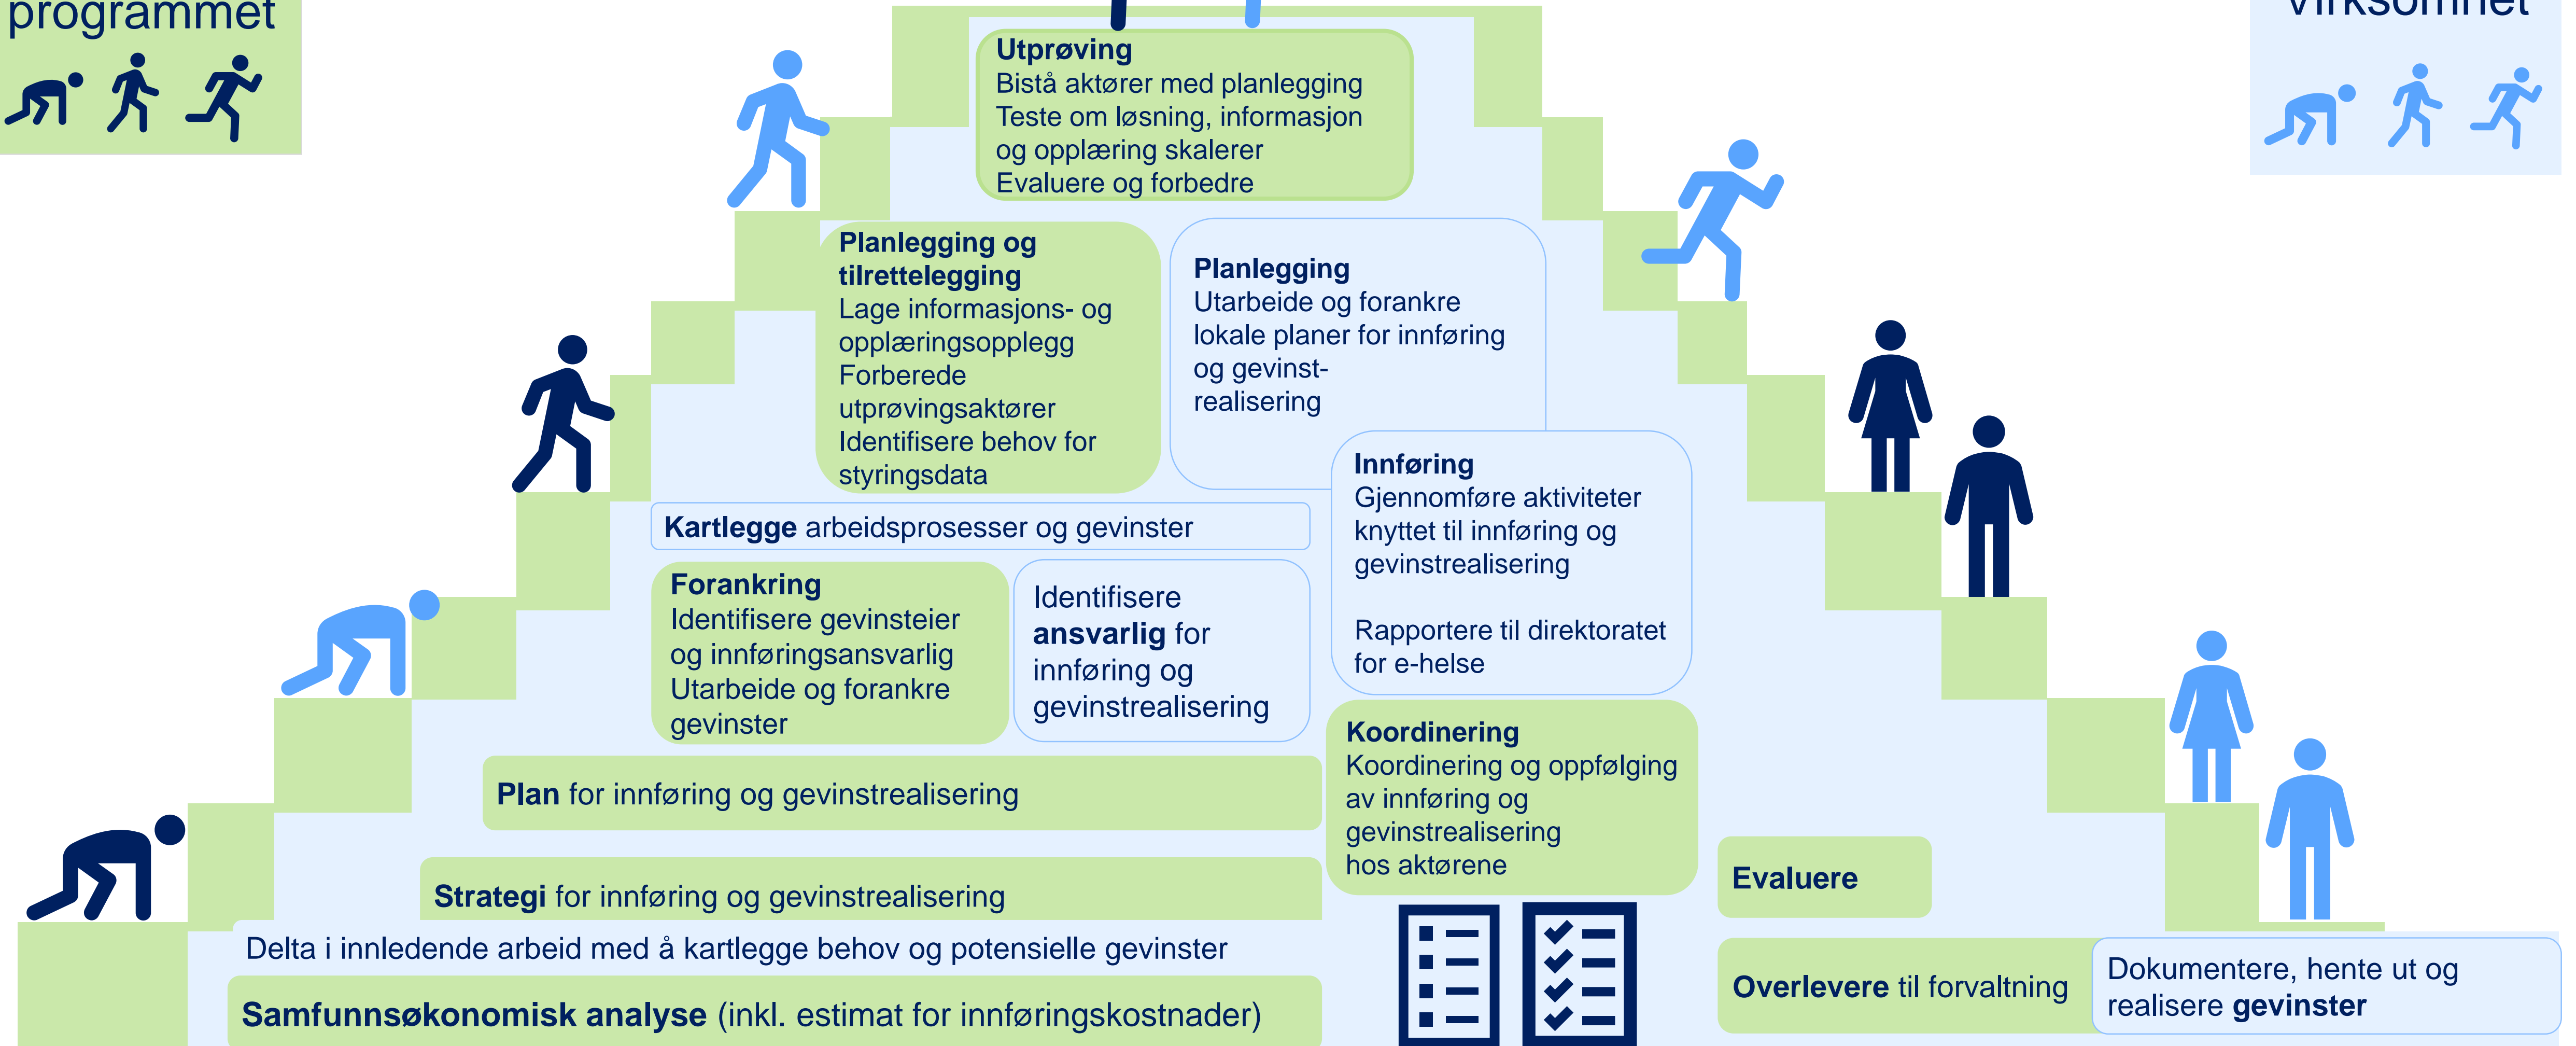 programmet
virksomhet
Utprøving
Bistå aktører med planlegging
Teste om løsning, informasjon
og opplæring skalerer
Evaluere og forbedre
Planlegging og
tilrettelegging
Lage informasjons- og
opplæringsopplegg
Forberede
utprøvingsaktører
Identifisere behov for
styringsdata
Planlegging
Utarbeide og forankre
lokale planer for innføring
og gevinst-
realisering
Innføring
Gjennomføre aktiviteter
knyttet til innføring og
gevinstrealisering
Rapportere til direktoratet
for e-helse
Kartlegge arbeidsprosesser og gevinster
Forankring
Identifisere gevinsteier
og innføringsansvarlig
Utarbeide og forankre
gevinster
Identifisere
ansvarlig for
innføring og
gevinstrealisering
Koordinering
Koordinering og oppfølging
av innføring og
gevinstrealisering
hos aktørene
Plan for innføring og gevinstrealisering
Strategi for innføring og gevinstrealisering
Delta i innledende arbeid med å kartlegge behov og potensielle gevinster
Samfunnsøkonomisk analyse (inkl. estimat for innføringskostnader)
Evaluere
Overlevere til forvaltning
Dokumentere, hente ut og
realisere gevinster